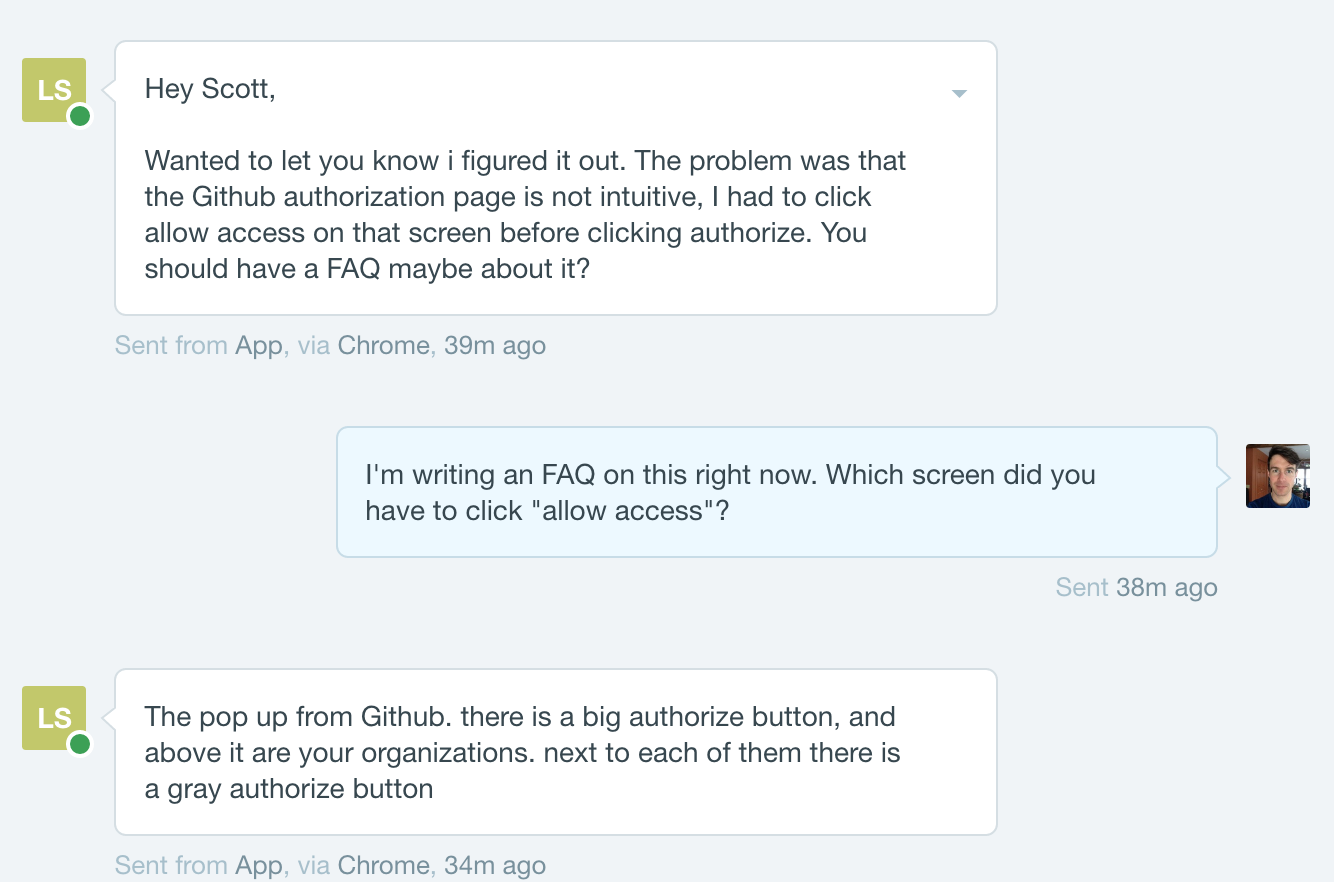 LS
Hey Scott,
Wanted to let you know i figured it out. The problem was that
the Github authorization page is not intuitive, I had to click
allow access on that screen before clicking authorize. You
should have a FAQ maybe about it?
Sent from App, via Chrome, 39m ago
I'm writing an FAQ on this right now. Which screen did you
have to click "allow access"?
Sent 38m ago
LS
The pop up from Github. there is a big authorize button, and
above it are your organizations. next to each of them there is
a gray authorize button
Sent from App, via Chrome, 34m ago